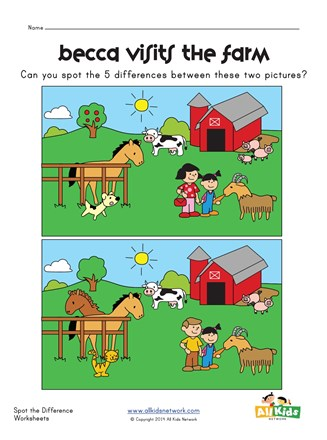 Name
becca visits the farm
Can you spot the 5 differences between these two pictures?
Spot the Difference
Worksheets
www.allkidsnetwork.com
© Copyright 2019 All Kids Network
All Kids
NETWORK